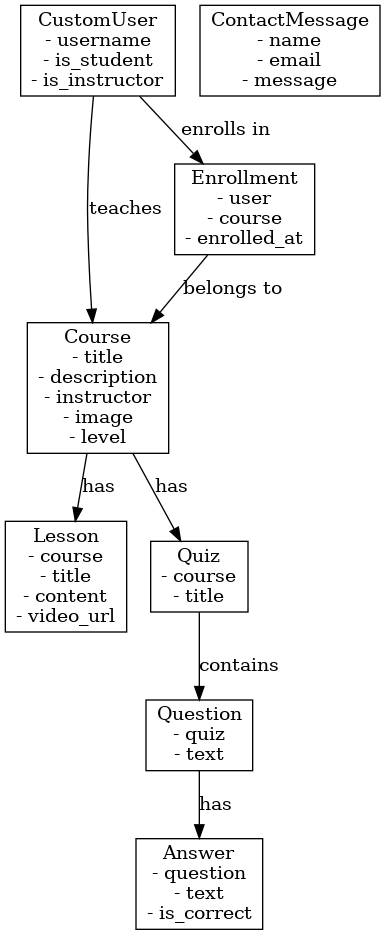 CustomUser
- username
- is_student
- is_instructor
ContactMessage
- name
- email
- message
enrolls in
teaches
Enrollment
- user
- course
- enrolled_at
belongs to
Course
- title
- description
- instructor
- image
- level
has
has
Lesson
- course
- title
- content
- video_url
Quiz
- course
- title
contains
Question
- quiz
- text
has
Answer
- question
- text
- is_correct